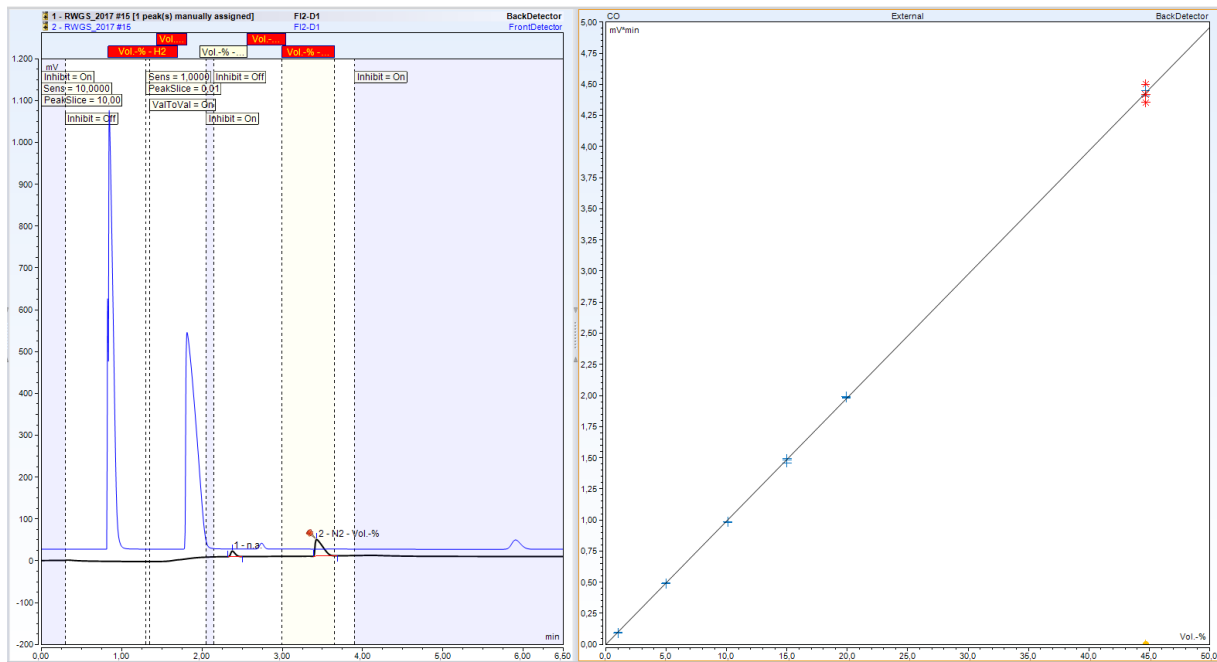 1 - RWGS_2017 #15 [1 peak(s) manually assigned] FI2-D1 BackDetector
2 - RWGS_2017 #15 FI2-D1 FrontDetector
Vol.... Vol.-...
Vol.-% - H2 Vol.-% -... Vol.-% -...
mV
Inhibit = On Sens = 1,0000 Inhibit = Off Inhibit = On
Sens = 10,0000 PeakSlice = 0,01
PeakSlice = 10,00 ValToVal = On
Inhibit = Off Inhibit = On
1.200
1.100
1.000
900
800
700
600
500
400
300
200
100
0
-100
-200
1 - n.a.
2 - N2 - Vol.-%
min
0,00 1,00 2,00 3,00 4,00 5,00 6,00 6,50
CO External BackDetector
mV*min
5,00
4,75
4,50
4,25
4,00
3,75
3,50
3,25
3,00
2,75
2,50
2,25
2,00
1,75
1,50
1,25
1,00
0,75
0,50
0,25
0,00
Vol.-%
0,0 5,0 10,0 15,0 20,0 25,0 30,0 35,0 40,0 45,0 50,0